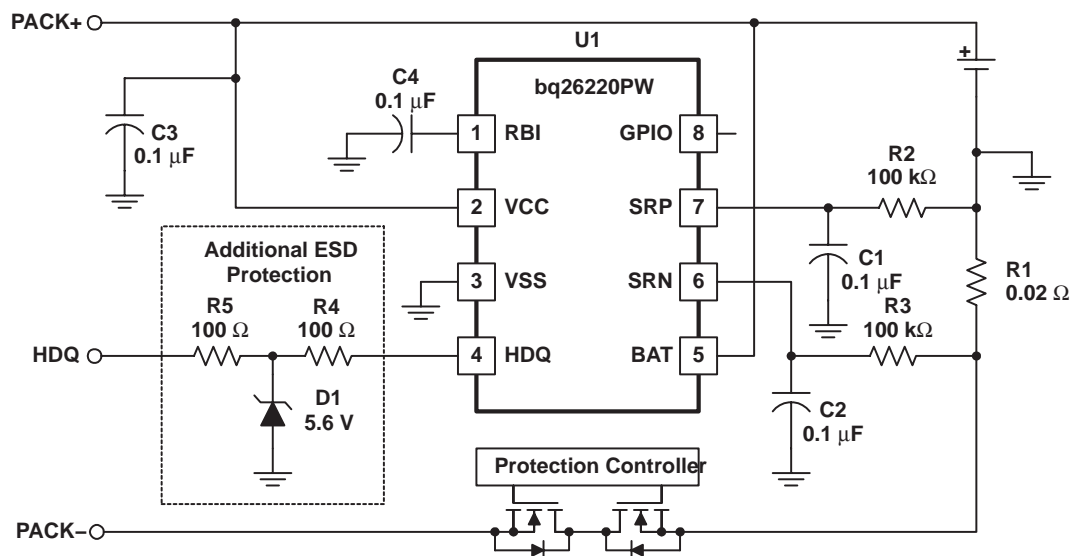 PACK+
U1
bq26220PW
C4
0.1 μF
C3
0.1 μF
1 RBI
GPIO 8
R2
100 kΩ
2 VCC
SRP 7
Additional ESD
Protection
C1
0.1 μF
3 VSS
SRN 6
R1
0.02 Ω
R5
100 Ω
R4
100 Ω
R3
100 kΩ
HDQ
4 HDQ
BAT 5
D1
5.6 V
C2
0.1 μF
Protection Controller
PACK−
+